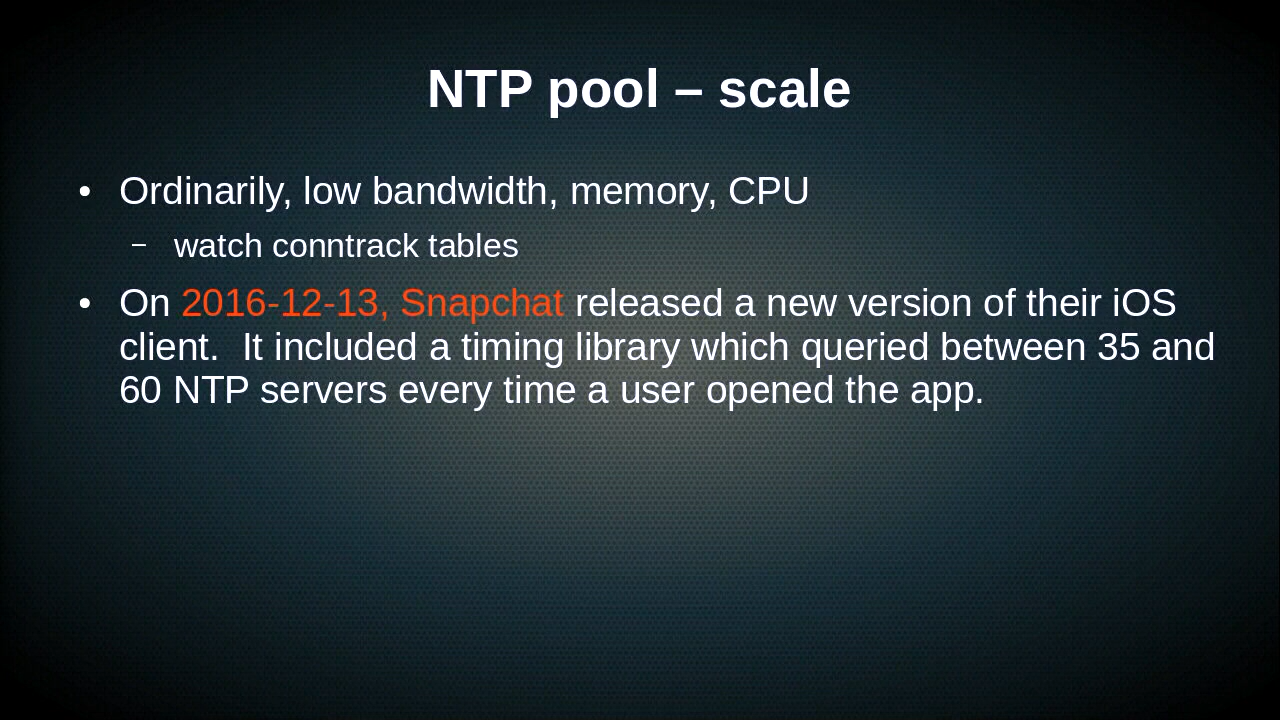 NTP pool – scale
• Ordinarily, low bandwidth, memory, CPU
– watch conntrack tables
• On 2016-12-13, Snapchat released a new version of their iOS
client.  It included a timing library which queried between 35 and
60 NTP servers every time a user opened the app.